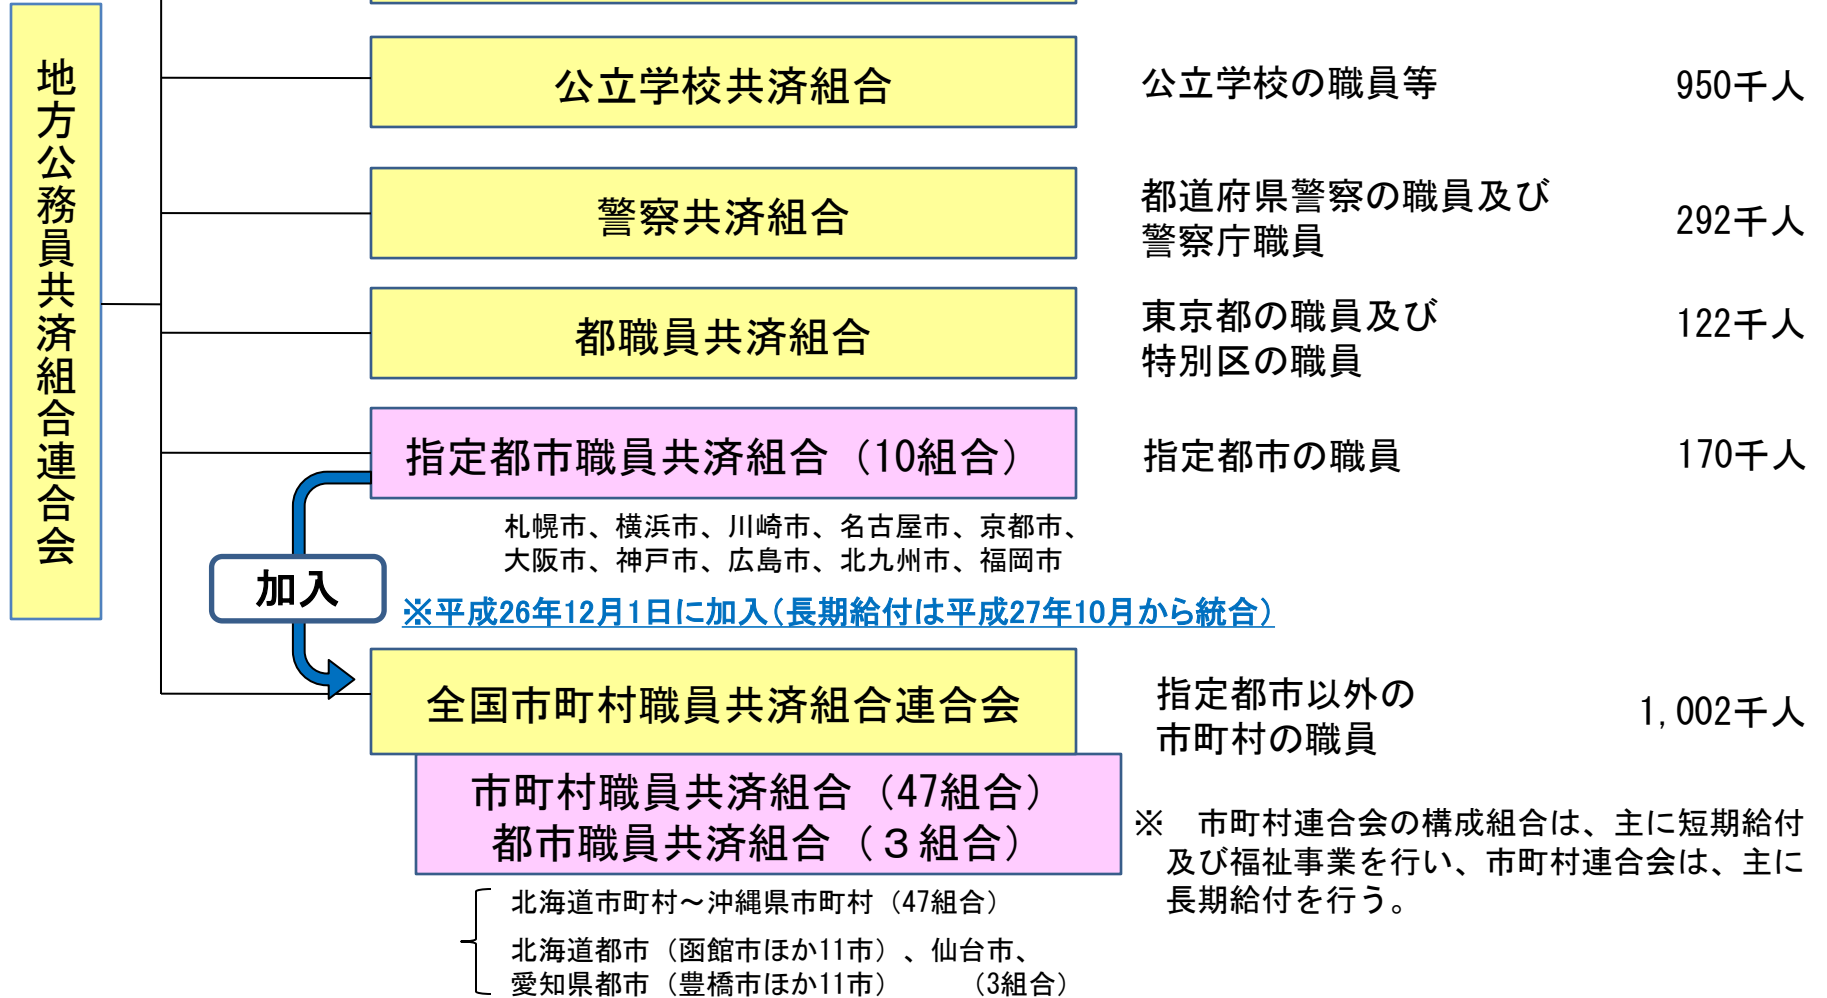 地方公務員共済組合連合会
公立学校共済組合
公立学校の職員等
950千人
警察共済組合
都道府県警察の職員及び
警察庁職員
292千人
都職員共済組合
東京都の職員及び
特別区の職員
122千人
指定都市職員共済組合（10組合）
指定都市の職員
170千人
札幌市、横浜市、川崎市、名古屋市、京都市、
大阪市、神戸市、広島市、北九州市、福岡市
加入
※平成26年12月1日に加入（長期給付は平成27年10月から統合）
全国市町村職員共済組合連合会
指定都市以外の
市町村の職員
1,002千人
市町村職員共済組合（47組合）
都市職員共済組合（３組合）
※　市町村連合会の構成組合は、主に短期給付
及び福祉事業を行い、市町村連合会は、主に
長期給付を行う。
北海道市町村～沖縄県市町村（47組合）
北海道都市（函館市ほか11市）、仙台市、
愛知県都市（豊橋市ほか11市）　　（3組合）